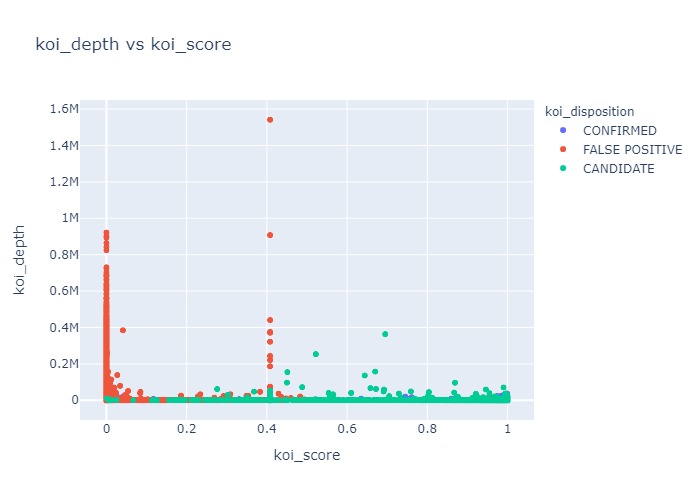 koi_depth vs koi_score
koi_disposition
CONFIRMED
FALSE POSITIVE
CANDIDATE
1.6M
1.4M
1.2M
1M
0.8M
0.6M
0.4M
0.2M
0
koi_depth
0 0.2 0.4 0.6 0.8 1
koi_score